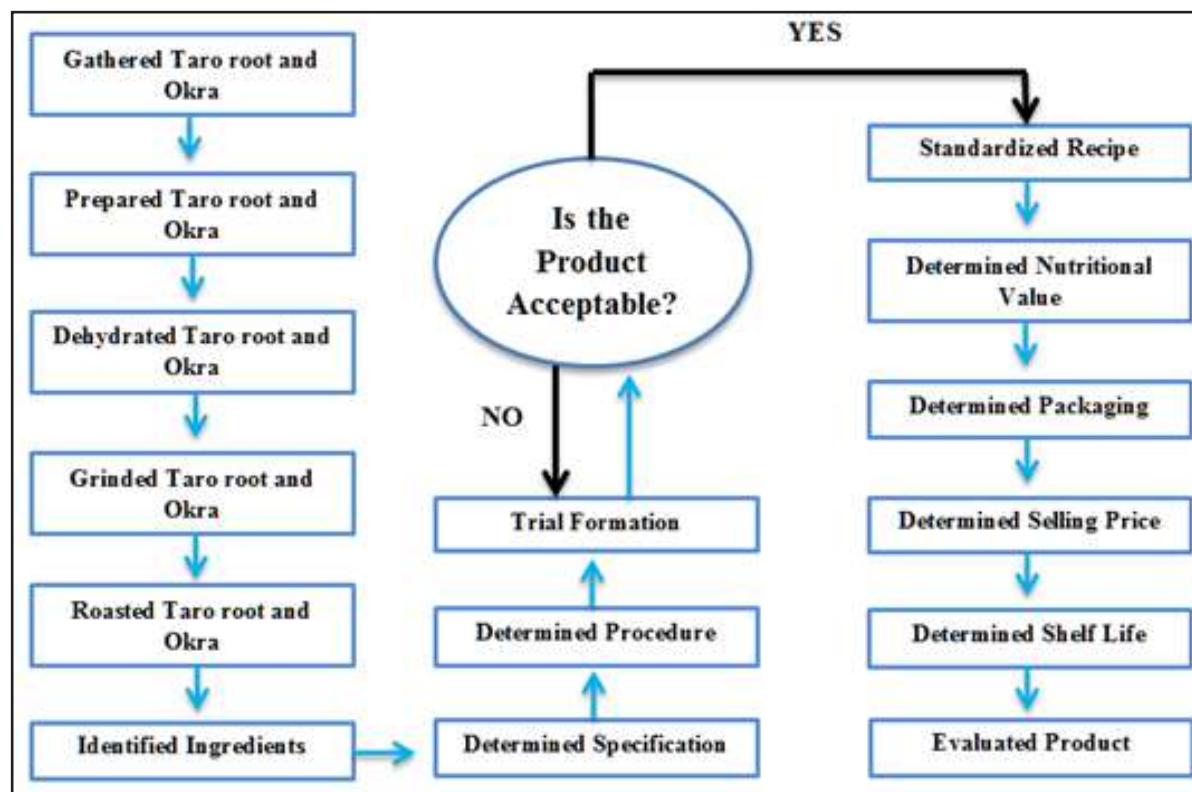 Gathered Taro root and
Okra
Prepared Taro root and
Okra
Dehydrated Taro root and
Okra
Grinded Taro root and
Okra
Roasted Taro root and
Okra
Identified Ingredients
Determined Specification
Determined Procedure
Trial Formation
Is the
Product
Acceptable?
NO
YES
Standardized Recipe
Determined Nutritional
Value
Determined Packaging
Determined Selling Price
Determined Shelf Life
Evaluated Product